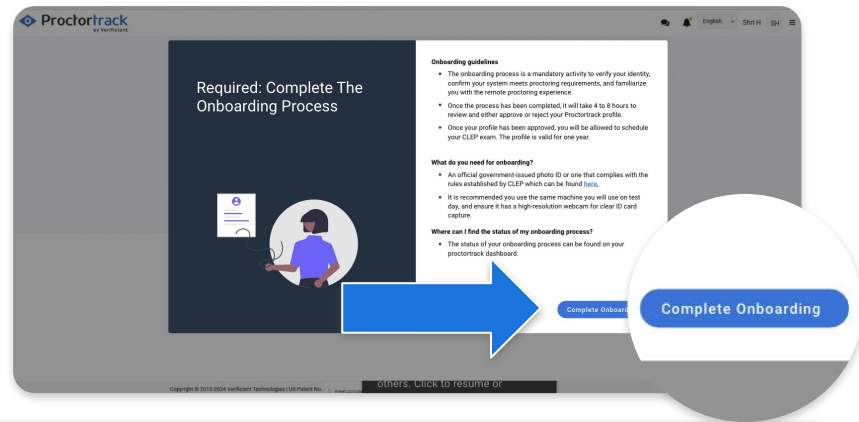 Proctortrack
by Verificient
English
Shri H
SH
Required: Complete The
Onboarding Process
Onboarding guidelines
• The onboarding process is a mandatory activity to verify your identity,
confirm your system meets proctoring requirements, and familiarize
you with the remote proctoring experience.
• Once the process has been completed, it will take 4 to 8 hours to
review and either approve or reject your Proctortrack profile.
• Once your profile has been approved, you will be allowed to schedule
your CLEP exam. The profile is valid for one year.
What do you need for onboarding?
• An official government-issued photo ID or one that complies with the
rules established by CLEP which can be found here.
• It is recommended you use the same machine you will use on test
day, and ensure it has a high-resolution webcam for clear ID card
capture.
Where can I find the status of my onboarding process?
• The status of your onboarding process can be found on your
proctortrack dashboard.
Complete Onboard
Complete Onboarding
Copyright © 2013-2024 Verificient Technologies | US Patent No.
others. Click to resume or